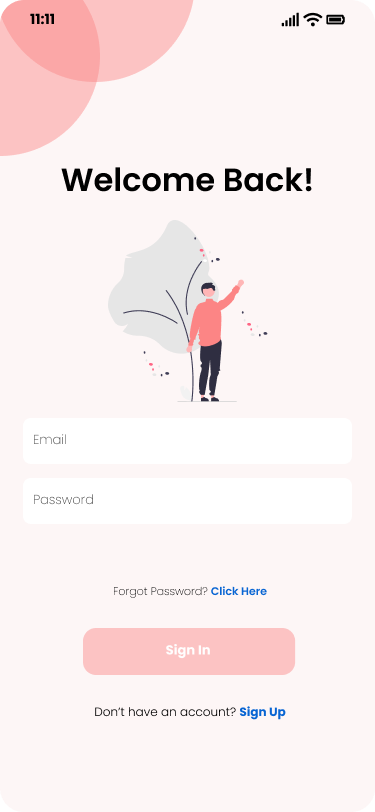 11:11
Welcome Back!
Email
Password
Forgot Password? Click Here
Sign In
Don’t have an account? Sign Up